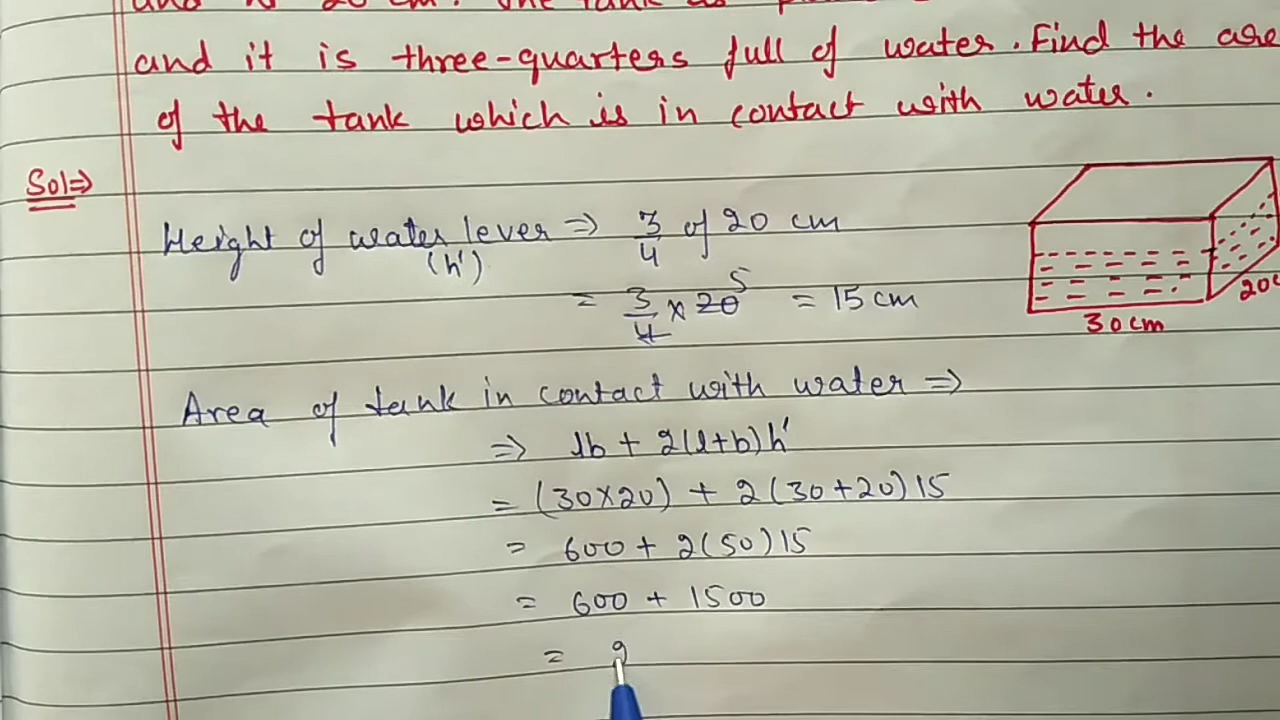 and it is three-quarters full of water. Find the are
of the tank which is in contact with water.
Sol⇒
Height of water lever ⇒ 3/4 of 20 cm
(h')
= 3/4 × 20 5 = 15 cm
30 cm
20c
Area of tank in contact with water ⇒
⇒ lb + 2(l+b)h'
= (30×20) + 2(30+20)15
= 600 + 2(50)15
= 600 + 1500
=